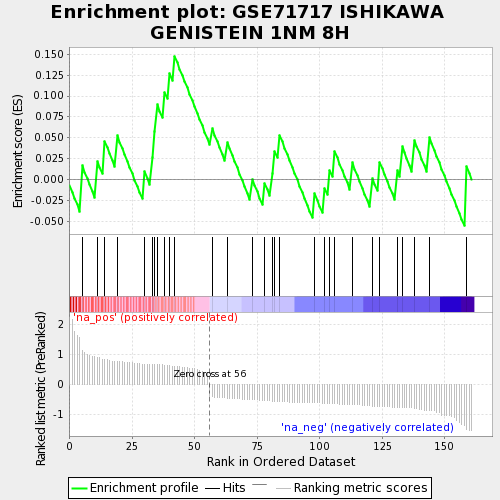 Enrichment plot: GSE71717 ISHIKAWA
GENISTEIN 1NM 8H
Enrichment score (ES)
0.150
0.125
0.100
0.075
0.050
0.025
0.000
-0.025
-0.050
'na_pos' (positively correlated)
Ranked list metric (PreRanked)
2
1
0
-1
Zero cross at 56
'na_neg' (negatively correlated)
0 25 50 75 100 125 150
Rank in Ordered Dataset
Enrichment profile Hits Ranking metric scores